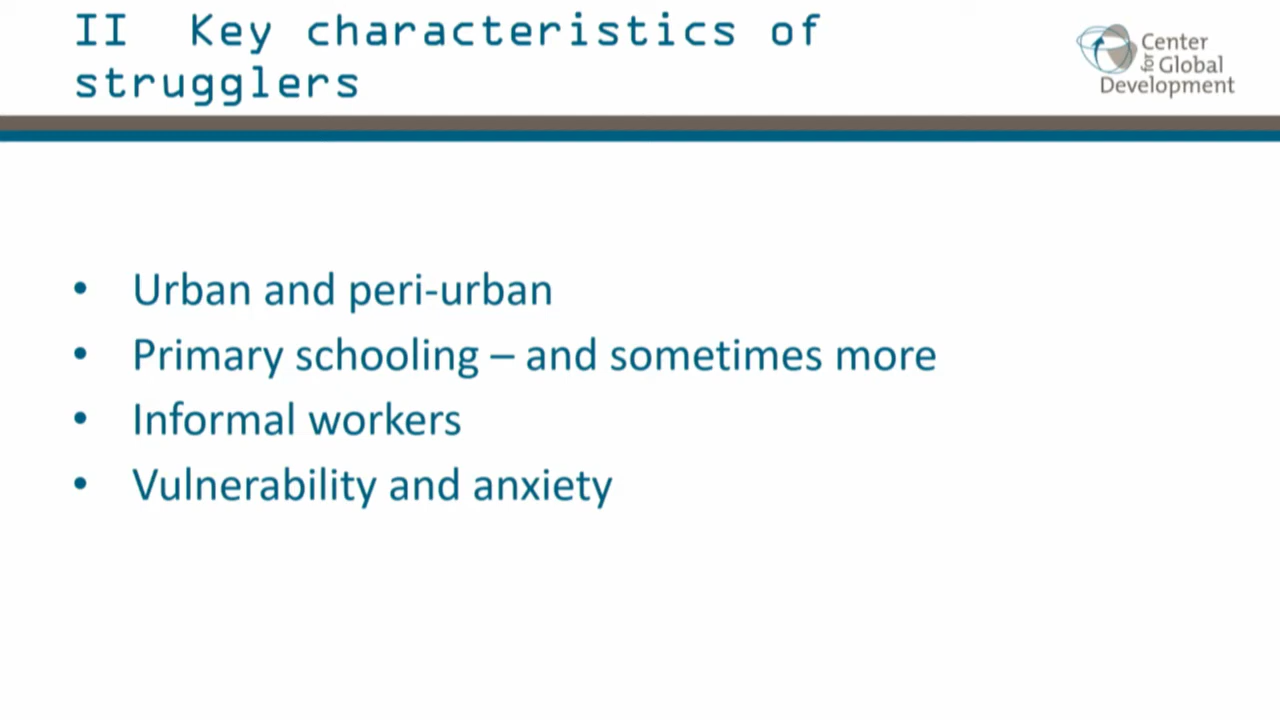 II Key characteristics of
strugglers
Center
for Global
Development
• Urban and peri-urban
• Primary schooling – and sometimes more
• Informal workers
• Vulnerability and anxiety